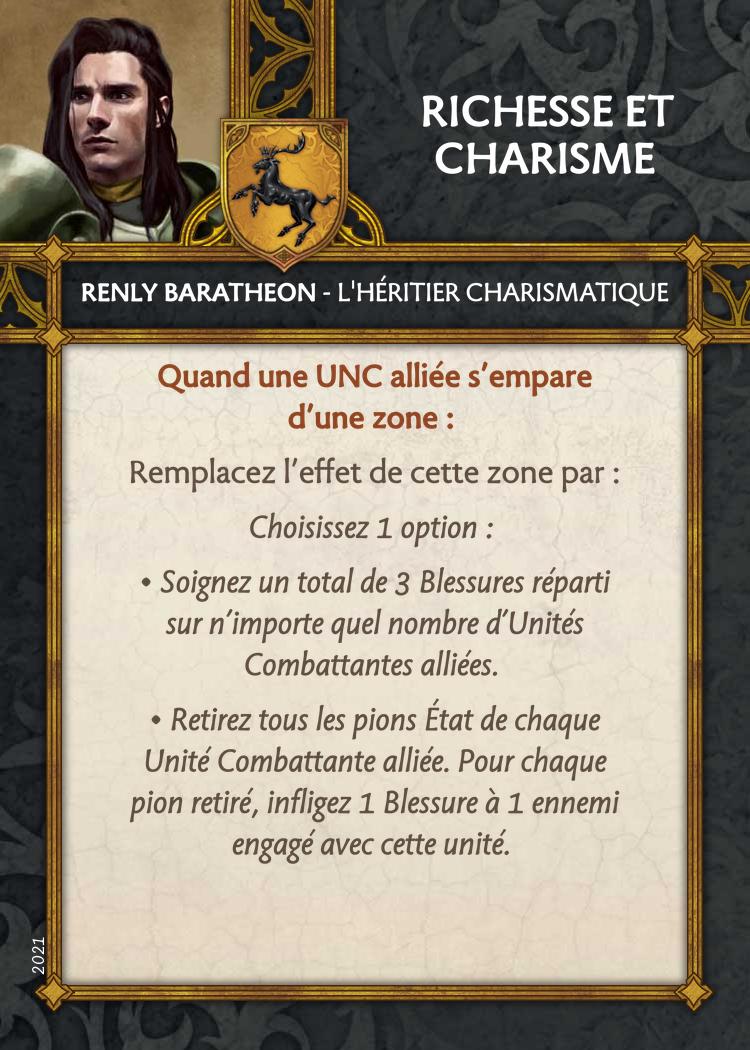 RICHESSE ET
CHARISME
RENLY BARATHEON - L'HÉRITIER CHARISMATIQUE
Quand une UNC alliée s’empare
d’une zone :
Remplacez l’effet de cette zone par :
Choisissez 1 option :
• Soignez un total de 3 Blessures réparti
sur n’importe quel nombre d’Unités
Combattantes alliées.
• Retirez tous les pions État de chaque
Unité Combattante alliée. Pour chaque
pion retiré, infligez 1 Blessure à 1 ennemi
engagé avec cette unité.
2021